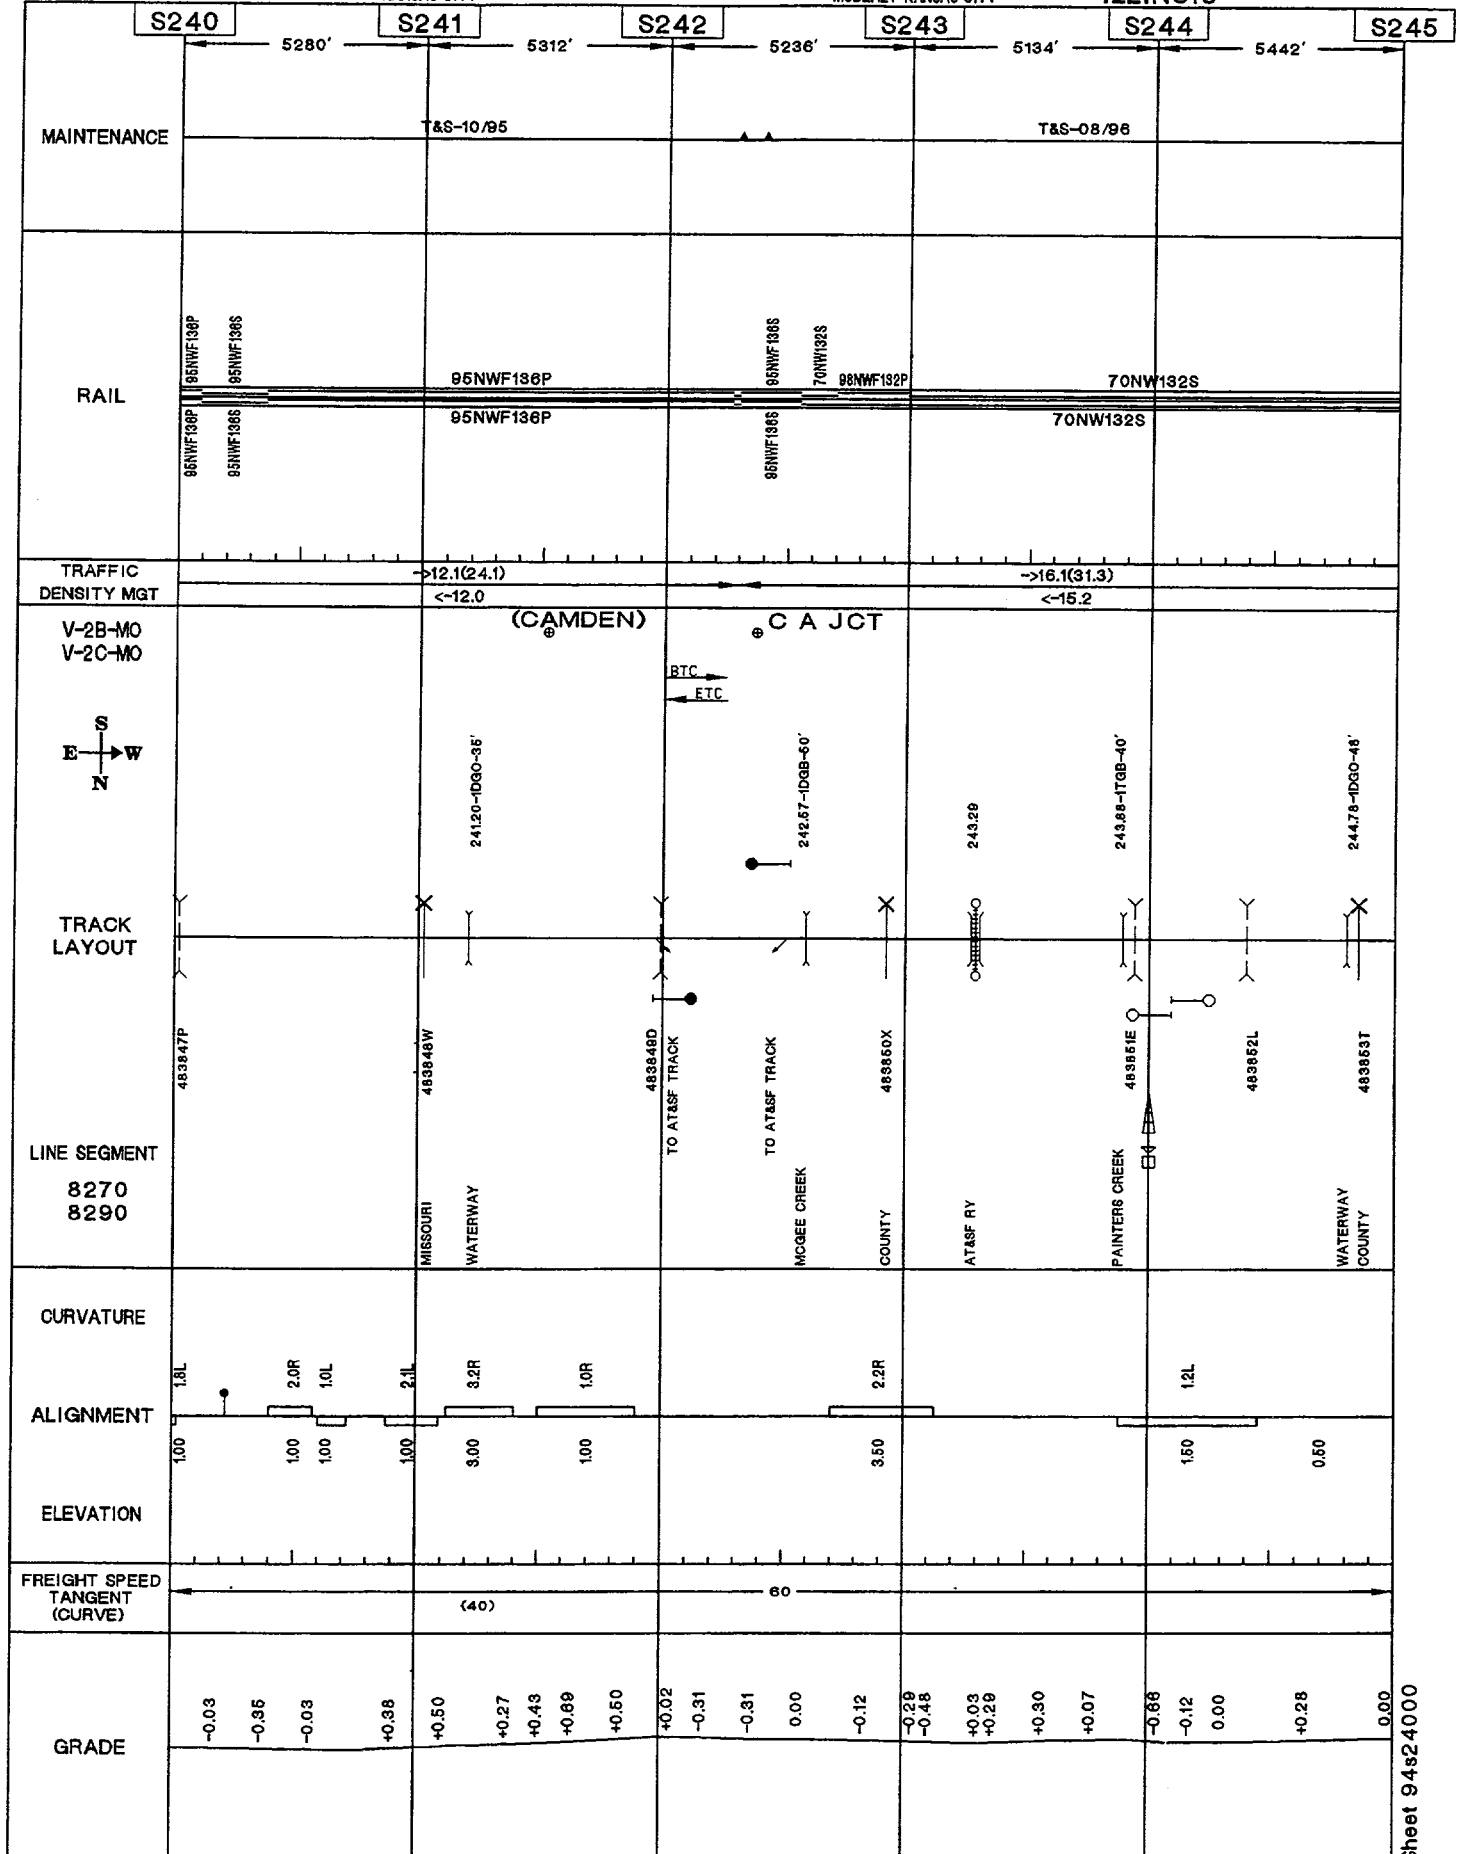 S240 S241 S242 S243 S244 S245
5280' 5312' 5236' 5134' 5442'
MAINTENANCE
T&S-10/95 T&S-08/96
RAIL
95NWF136P 95NWF136S 95NWF136S 70NW132S
95NWF136P 98NWF132P 70NW132S
95NWF136P 70NW132S
95NWF136P 95NWF136S 95NWF136S
TRAFFIC
DENSITY MGT
->12.1(24.1) ->16.1(31.3)
<-12.0 <-15.2
V-2B-MO
V-2C-MO
(CAMDEN) C A JCT
BTC
ETC
S
E W
N
241.20-1DGO-35' 242.57-1DGB-60' 243.29 243.88-1TGB-40' 244.78-1DGO-48'
TRACK
LAYOUT
483847P 483848W 483849D TO AT&SF TRACK TO AT&SF TRACK 483850X 483851E 483852L 483853T
LINE SEGMENT
8270
8290
MISSOURI WATERWAY MCGEE CREEK COUNTY AT&SF RY PAINTERS CREEK WATERWAY COUNTY
CURVATURE
1.8L 2.0R 1.0L 2.1L 3.2R 1.0R 2.2R 1.2L
ALIGNMENT
1.00 1.00 1.00 1.00 3.00 1.00 3.50 1.50 0.50
ELEVATION
FREIGHT SPEED
TANGENT
(CURVE)
60
(40)
GRADE
-0.03 -0.35 -0.03 +0.38 +0.50 +0.27 +0.43 +0.69 +0.50 +0.02 -0.31 -0.31 0.00 -0.12 -0.29 -0.48 +0.03 +0.29 +0.30 +0.07 -0.66 -0.12 0.00 +0.28 0.00
Sheet 94s24000